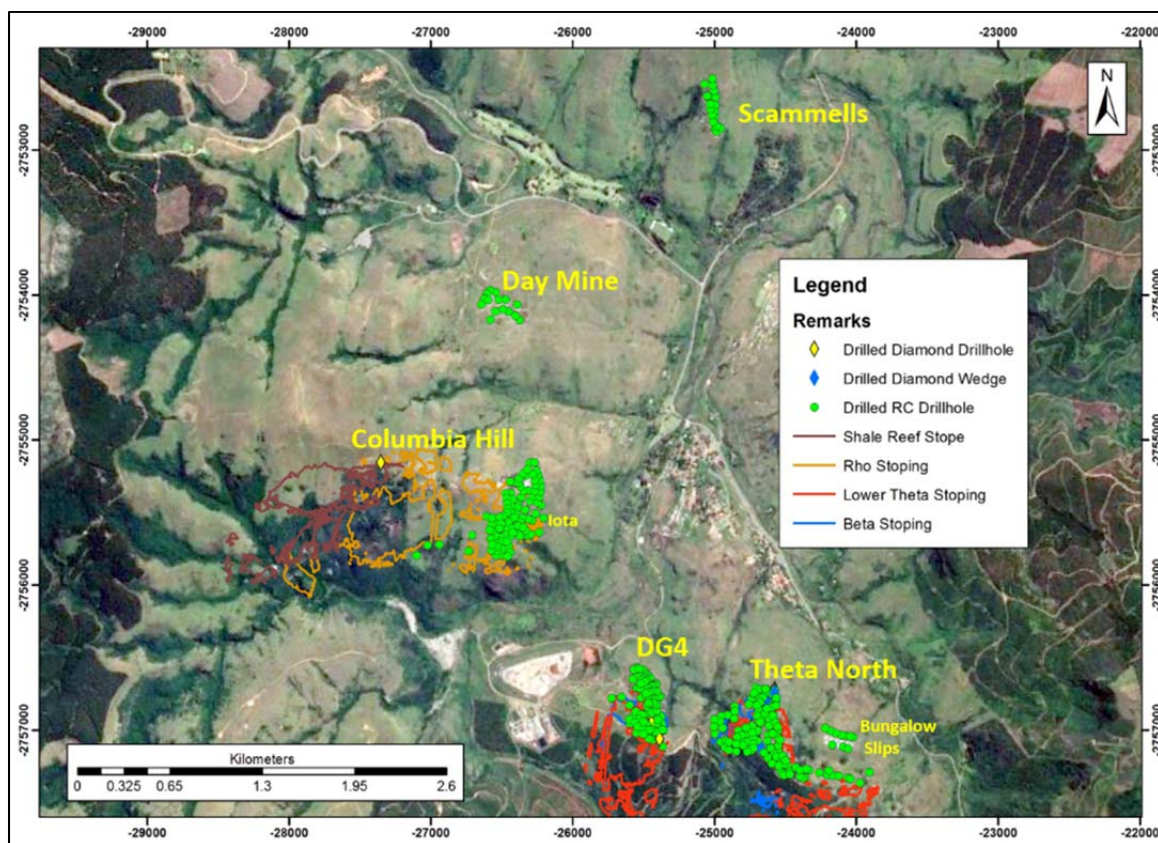 -29000 -28000 -27000 -26000 -25000 -24000 -23000 -22000
N
Scammells
-2753000 -2753000
Day Mine
-2754000 -2754000
Legend
Remarks
Drilled Diamond Drillhole
Drilled Diamond Wedge
Drilled RC Drillhole
Shale Reef Stope
Rho Stoping
Lower Theta Stoping
Beta Stoping
Columbia Hill
-2755000 -2755000
Iota
-2756000 -2756000
DG4
Theta North
Bungalow
Slips
-2757000 -2757000
Kilometers
0 0.325 0.65 1.3 1.95 2.6
-29000 -28000 -27000 -26000 -25000 -24000 -23000 -22000